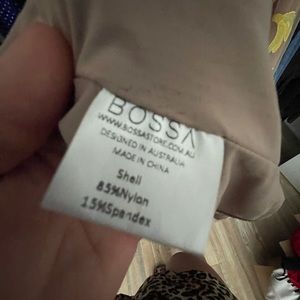 BOSSA
WWW.BOSSASTORE.COM.AU
DESIGNED IN AUSTRALIA
MADE IN CHINA
Shell
85%Nylon
15%Spandex